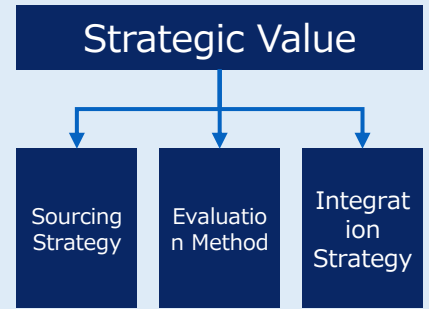 Strategic Value
Sourcing
Strategy
Evaluatio
n Method
Integrat
ion
Strategy